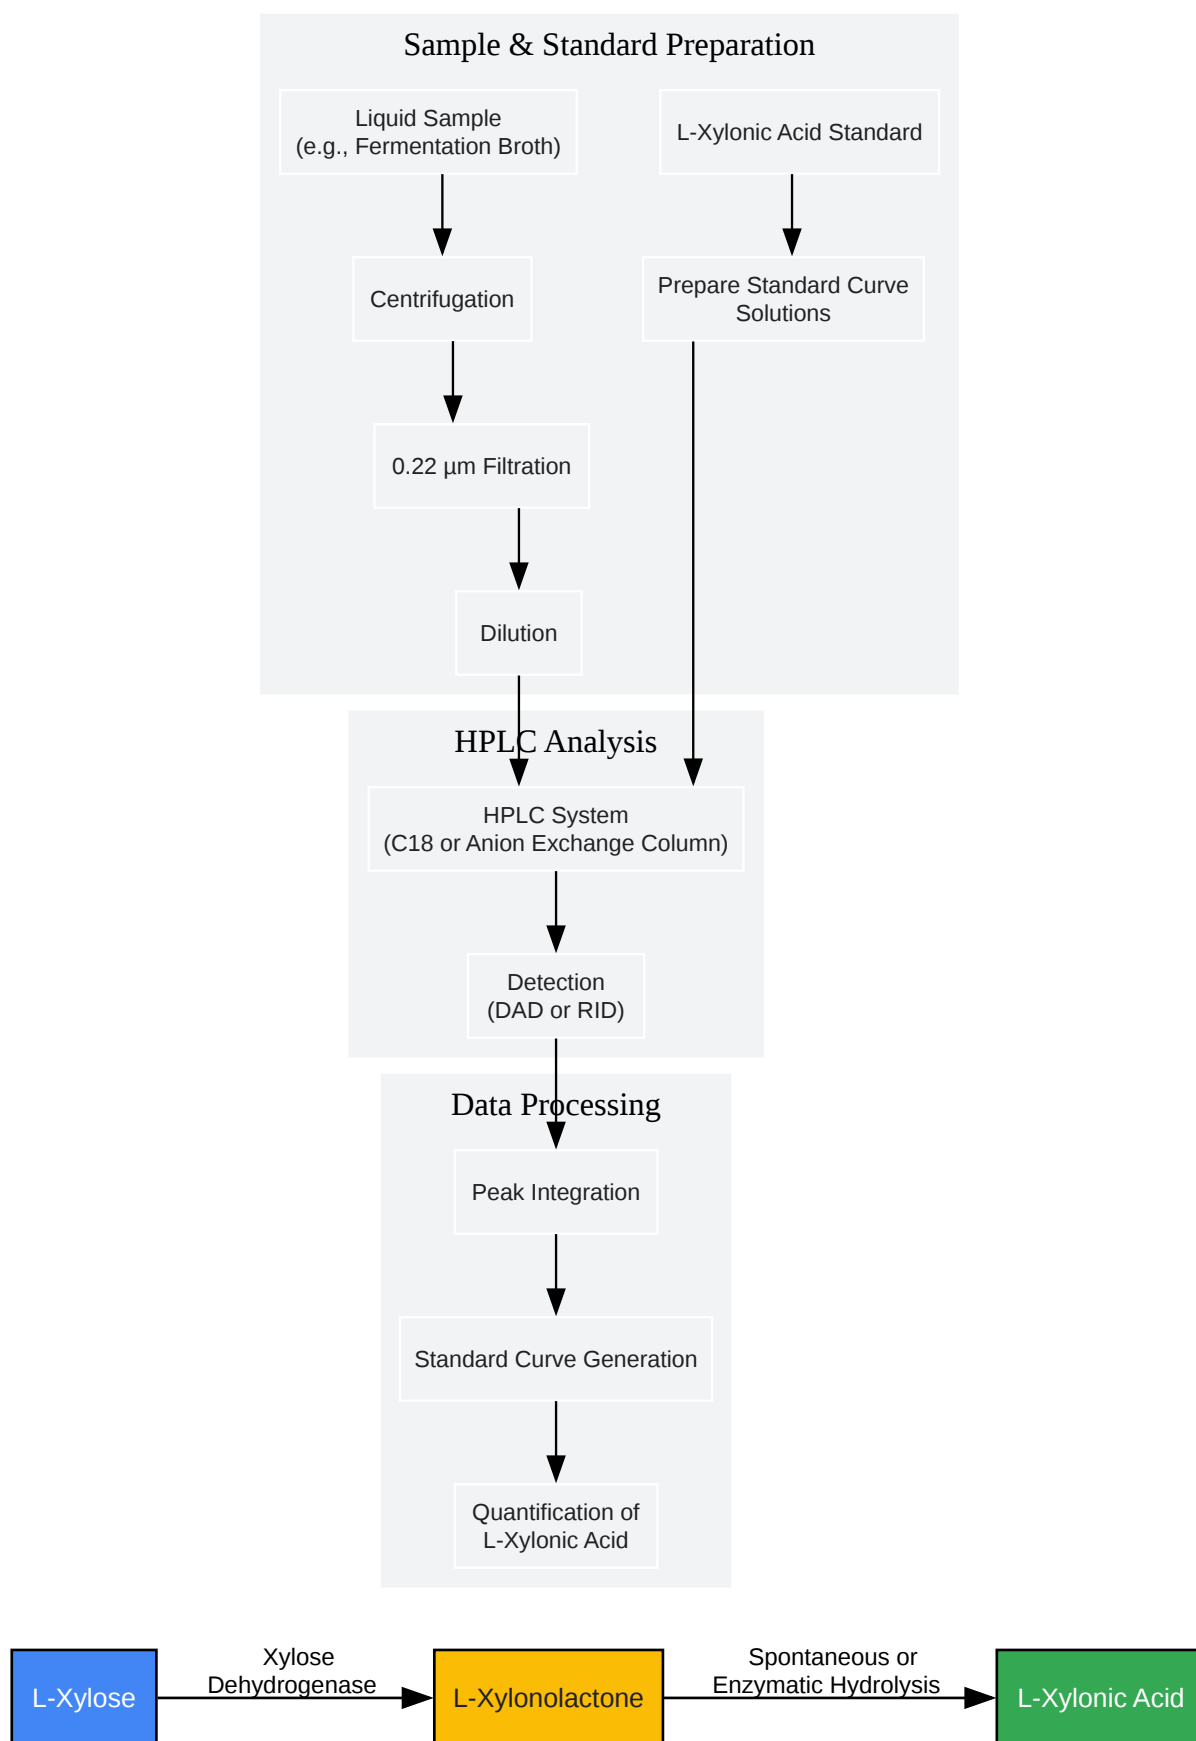 Sample & Standard Preparation
Liquid Sample
(e.g., Fermentation Broth)
L-Xylonic Acid Standard
Centrifugation
Prepare Standard Curve
Solutions
0.22 µm Filtration
Dilution
HPLC Analysis
HPLC System
(C18 or Anion Exchange Column)
Detection
(DAD or RID)
Data Processing
Peak Integration
Standard Curve Generation
Quantification of
L-Xylonic Acid
L-Xylose
Xylose
Dehydrogenase
L-Xylonolactone
Spontaneous or
Enzymatic Hydrolysis
L-Xylonic Acid